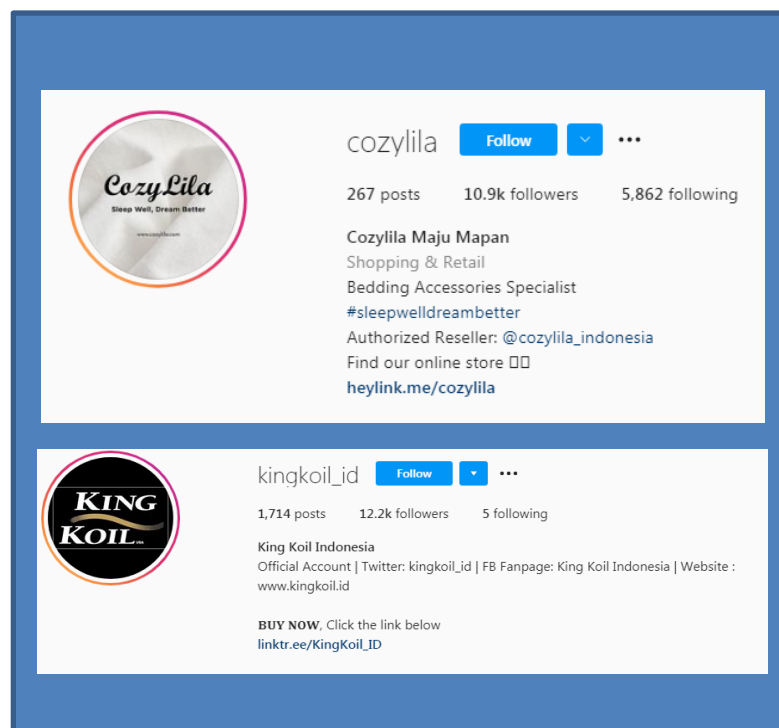 CozyLila
Sleep Well, Dream Better
www.cozylila.com
cozylila Follow
267 posts 10.9k followers 5,862 following
Cozylila Maju Mapan
Shopping & Retail
Bedding Accessories Specialist
#sleepwelldreambetter
Authorized Reseller: @cozylila_indonesia
Find our online store
heylink.me/cozylila
KING
KOIL
kingkoil_id Follow
1,714 posts 12.2k followers 5 following
King Koil Indonesia
Official Account | Twitter: kingkoil_id | FB Fanpage: King Koil Indonesia | Website :
www.kingkoil.id
BUY NOW, Click the link below
linktr.ee/KingKoil_ID